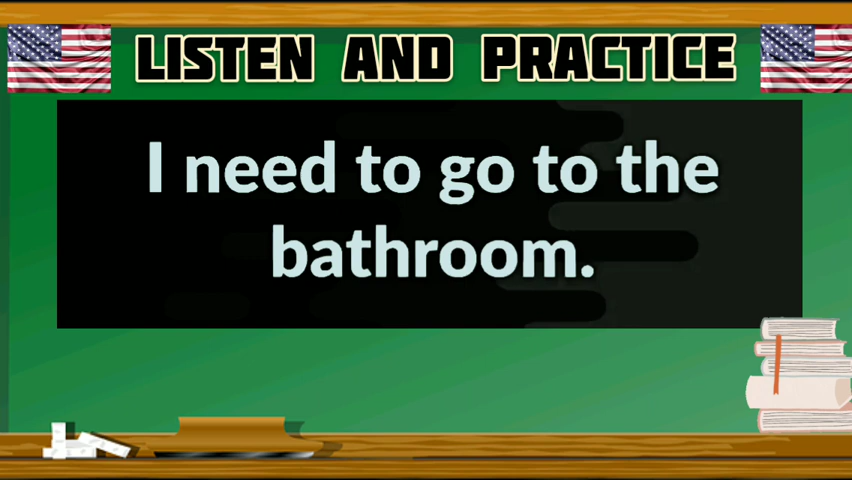 LISTEN AND PRACTICE
I need to go to the
bathroom.